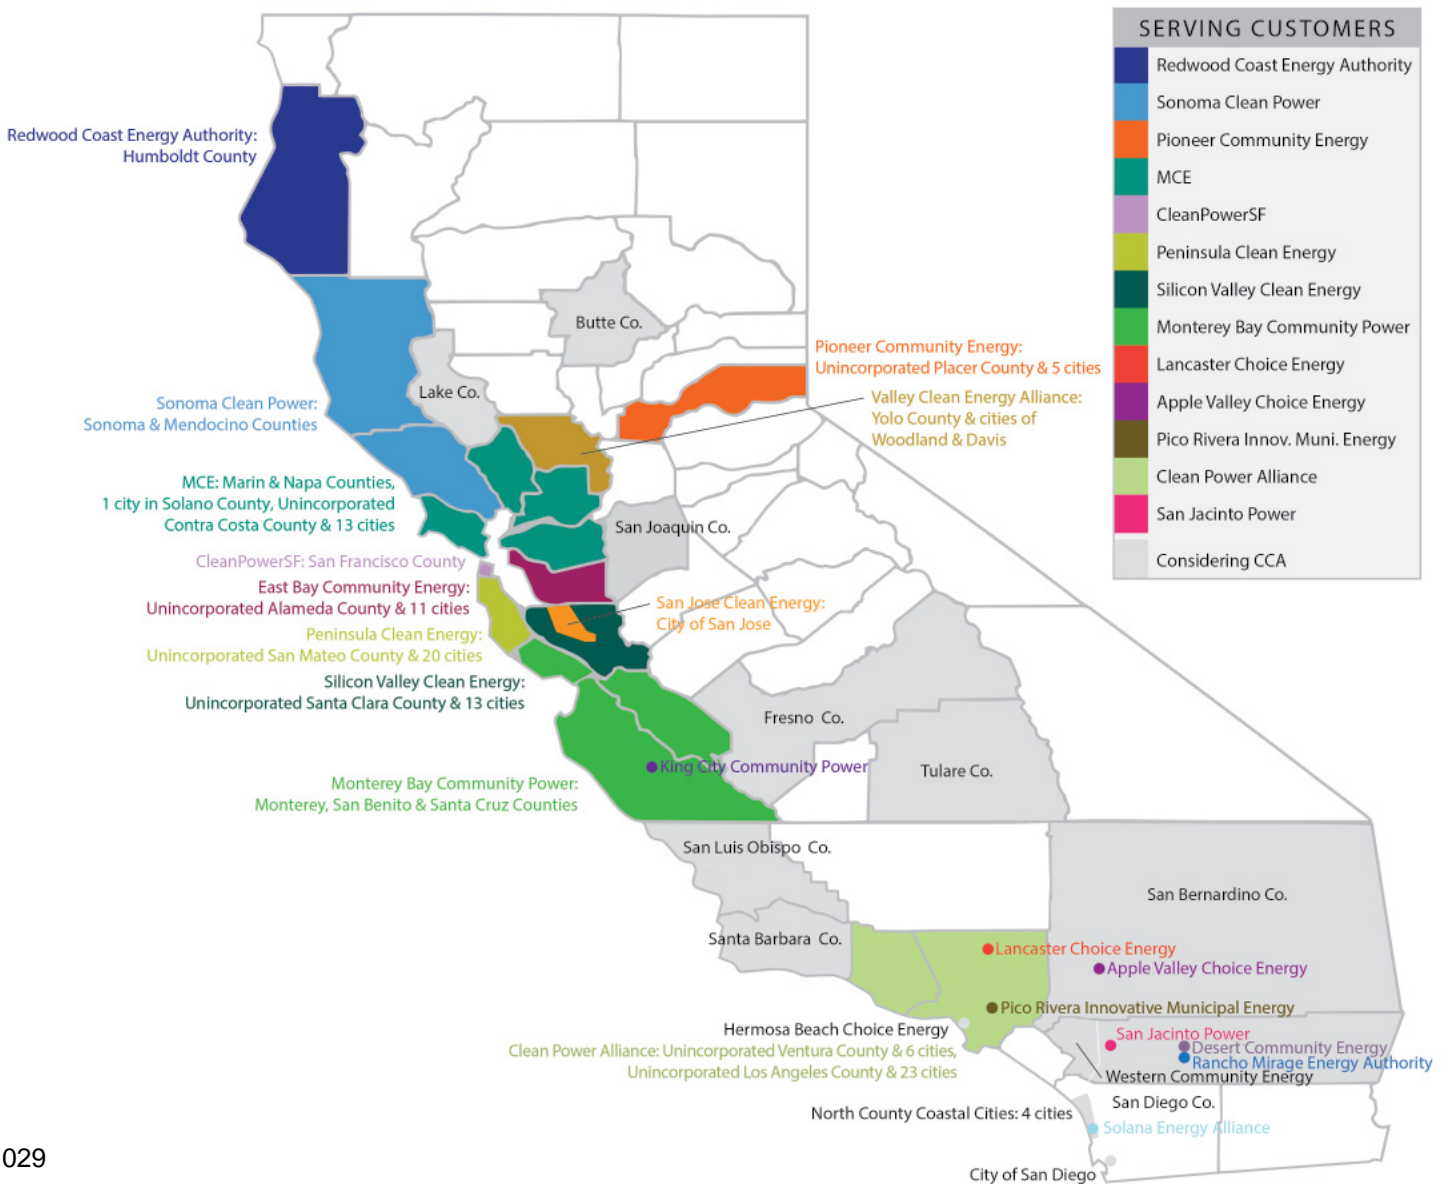 SERVING CUSTOMERS
Redwood Coast Energy Authority
Sonoma Clean Power
Pioneer Community Energy
MCE
CleanPowerSF
Peninsula Clean Energy
Silicon Valley Clean Energy
Monterey Bay Community Power
Lancaster Choice Energy
Apple Valley Choice Energy
Pico Rivera Innov. Muni. Energy
Clean Power Alliance
San Jacinto Power
Considering CCA
Redwood Coast Energy Authority:
Humboldt County
Butte Co.
Pioneer Community Energy:
Unincorporated Placer County & 5 cities
Lake Co.
Valley Clean Energy Alliance:
Yolo County & cities of
Woodland & Davis
Sonoma Clean Power:
Sonoma & Mendocino Counties
MCE: Marin & Napa Counties,
1 city in Solano County, Unincorporated
Contra Costa County & 13 cities
San Joaquin Co.
CleanPowerSF: San Francisco County
East Bay Community Energy:
Unincorporated Alameda County & 11 cities
San Jose Clean Energy:
City of San Jose
Peninsula Clean Energy:
Unincorporated San Mateo County & 20 cities
Silicon Valley Clean Energy:
Unincorporated Santa Clara County & 13 cities
Fresno Co.
King City Community Power
Tulare Co.
Monterey Bay Community Power:
Monterey, San Benito & Santa Cruz Counties
San Luis Obispo Co.
San Bernardino Co.
Santa Barbara Co.
Lancaster Choice Energy
Apple Valley Choice Energy
Pico Rivera Innovative Municipal Energy
Hermosa Beach Choice Energy
San Jacinto Power
Desert Community Energy
Clean Power Alliance: Unincorporated Ventura County & 6 cities,
Unincorporated Los Angeles County & 23 cities
Rancho Mirage Energy Authority
Western Community Energy
San Diego Co.
North County Coastal Cities: 4 cities
Solana Energy Alliance
029
City of San Diego